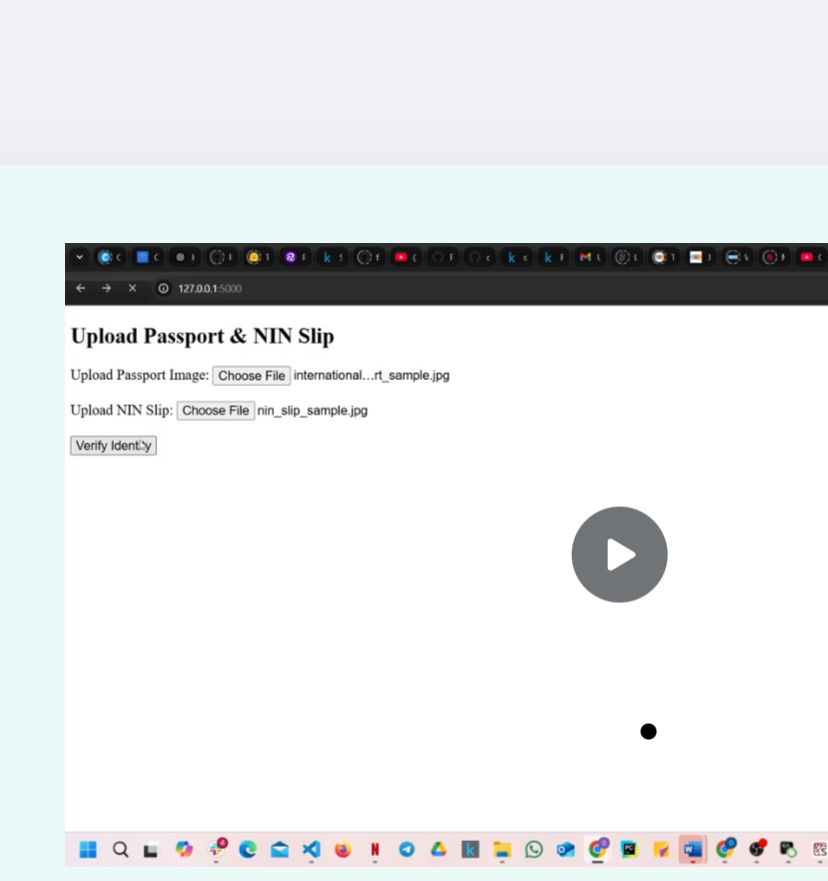 127.0.0.1:5000
Upload Passport & NIN Slip
Upload Passport Image: Choose File international...rt_sample.jpg
Upload NIN Slip: Choose File nin_slip_sample.jpg
Verify Identity